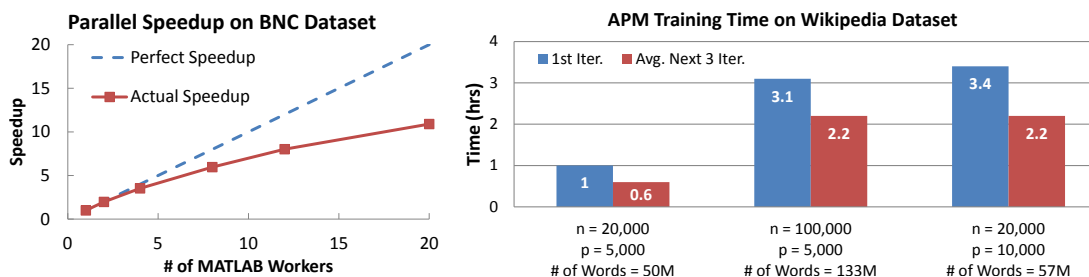 Parallel Speedup on BNC Dataset
20
15
10
5
0
Speedup
Perfect Speedup
Actual Speedup
0 5 10 15 20
# of MATLAB Workers
APM Training Time on Wikipedia Dataset
4
3
2
1
0
Time (hrs)
1st Iter. Avg. Next 3 Iter.
1 0.6 3.1 2.2 3.4 2.2
n = 20,000 n = 100,000 n = 20,000
p = 5,000 p = 5,000 p = 10,000
# of Words = 50M # of Words = 133M # of Words = 57M